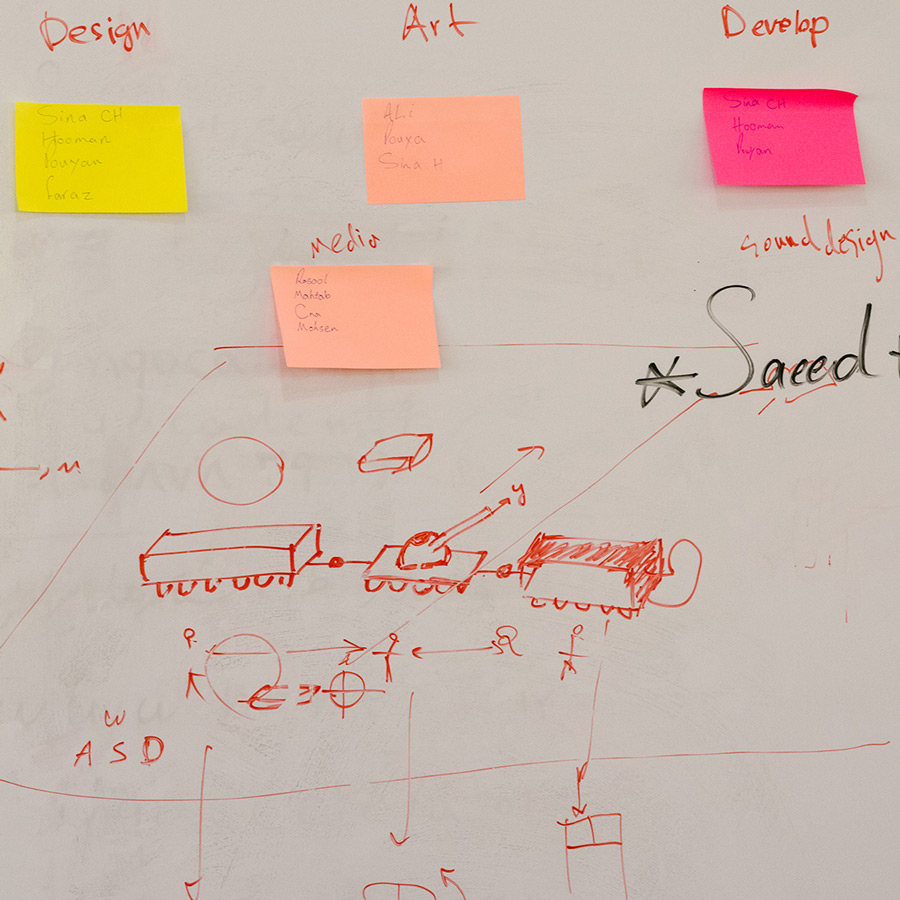 Design
Art
Develop
Sina CH
Hooman
Pouyan
Faraz
ALi
Pouya
Sina H
Sina CH
Hooman
Pouyan
Media
sound design
Rasool
Mahtab
Mohsen
*Saeed
y
W
A S D